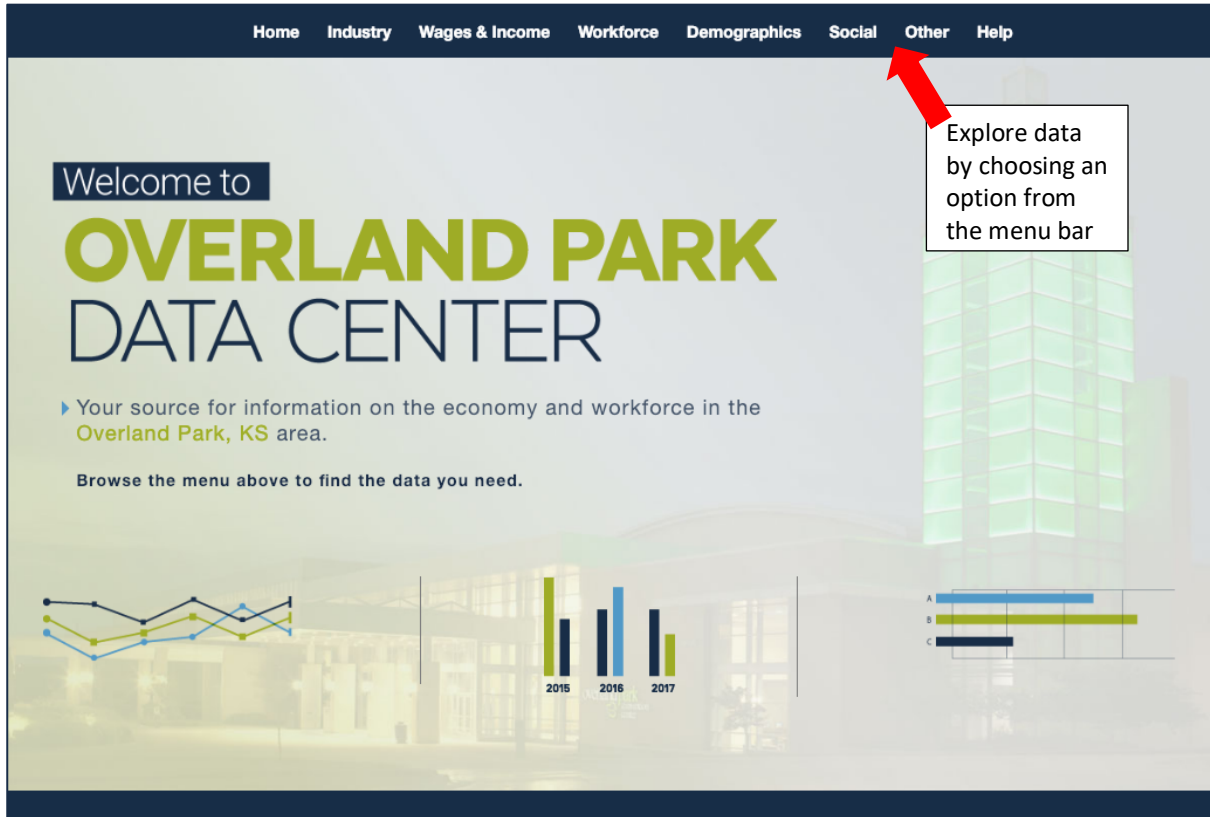 Home Industry Wages & Income Workforce Demographics Social Other Help
Explore data
by choosing an
option from
the menu bar
Welcome to
OVERLAND PARK
DATA CENTER
Your source for information on the economy and workforce in the
Overland Park, KS area.
Browse the menu above to find the data you need.
2015 2016 2017
A
B
C